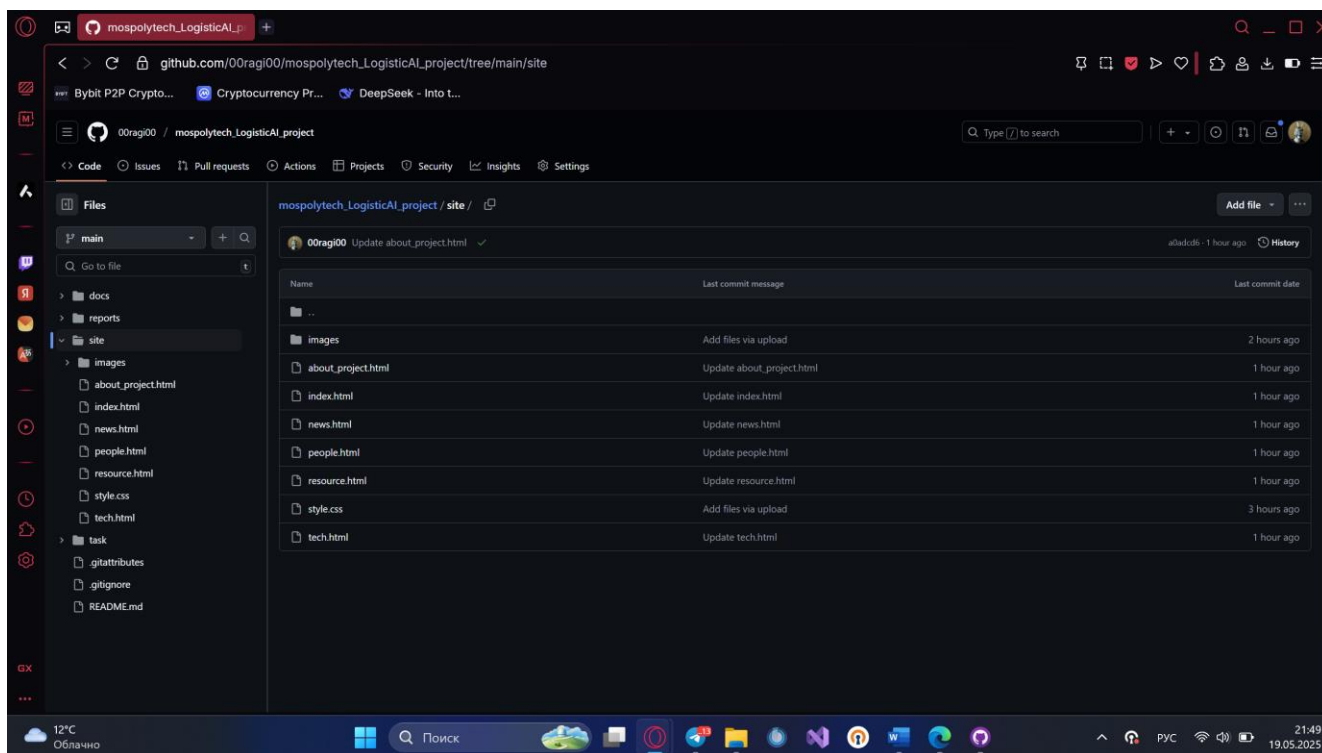 mospolytech_LogisticAI_p
github.com/00ragi00/mospolytech_LogisticAI_project/tree/main/site
Bybit P2P Crypto... Cryptocurrency Pr... DeepSeek - Into t...
00ragi00 / mospolytech_LogisticAI_project Type / to search
Code Issues Pull requests Actions Projects Security Insights Settings
Files
mospolytech_LogisticAI_project / site / Add file
main
00ragi00 Update about_project.html a0adcd6 · 1 hour ago History
Go to file t
Name Last commit message Last commit date
docs
..
reports
site
images Add files via upload 2 hours ago
images
about_project.html Update about_project.html 1 hour ago
about_project.html
index.html Update index.html 1 hour ago
index.html
news.html Update news.html 1 hour ago
news.html
people.html Update people.html 1 hour ago
people.html
resource.html Update resource.html 1 hour ago
resource.html
style.css Add files via upload 3 hours ago
style.css
tech.html Update tech.html 1 hour ago
tech.html
task
.gitattributes
.gitignore
README.md
GX
12°C
Облачно
Поиск
13
РУС
21:49
19.05.2025